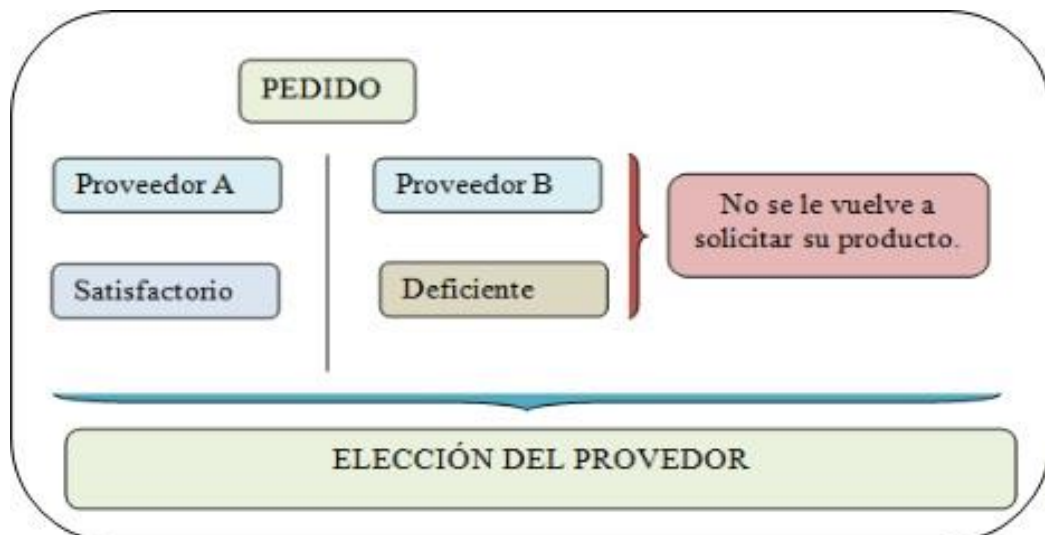 PEDIDO
Proveedor A
Satisfactorio
Proveedor B
Deficiente
No se le vuelve a
solicitar su producto.
ELECCIÓN DEL PROVEDOR